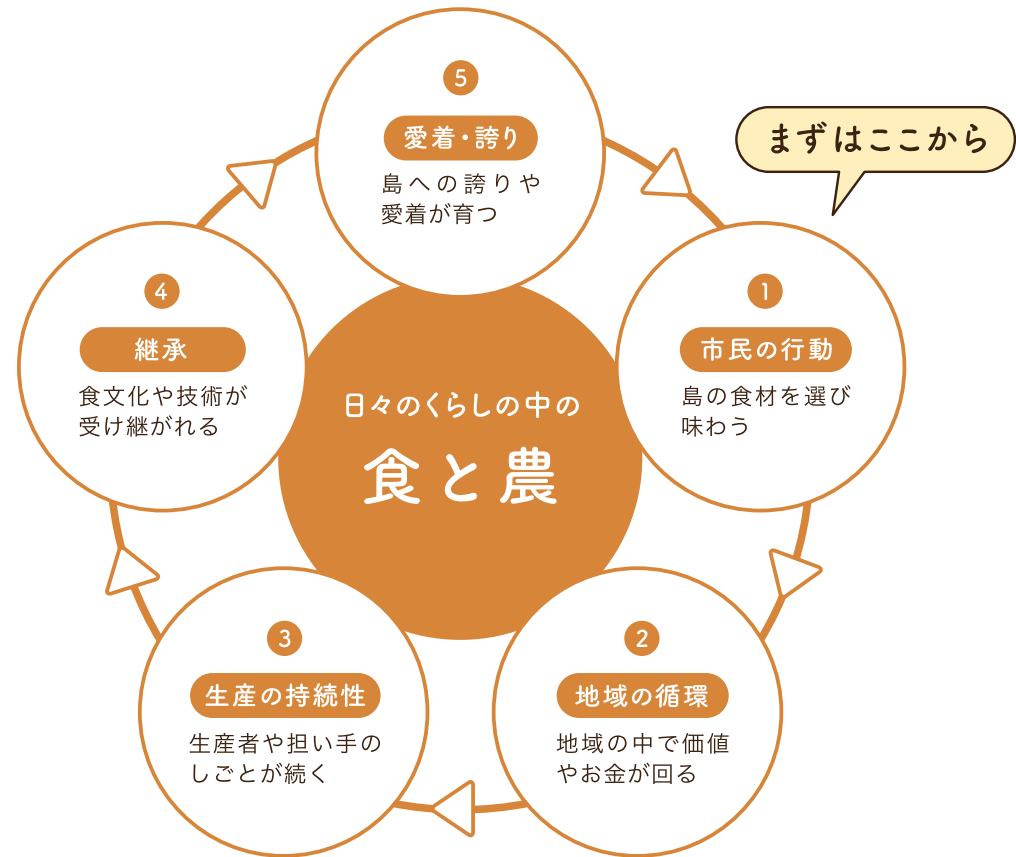 まずはここから
日々のくらしの中の
食と農
1
市民の行動
島の食材を選び
味わう
2
地域の循環
地域の中で価値
やお金が回る
3
生産の持続性
生産者や担い手の
しごとが続く
4
継承
食文化や技術が
受け継がれる
5
愛着・誇り
島への誇りや
愛着が育つ